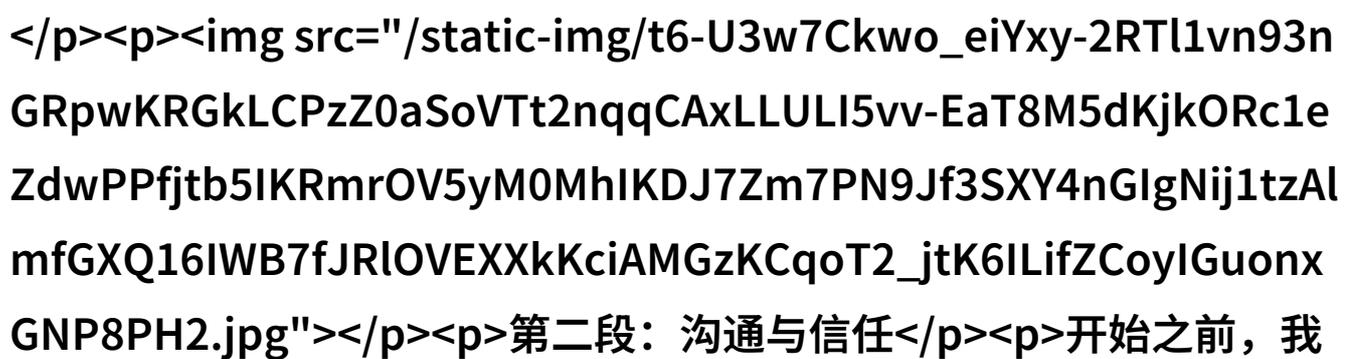 </p><p><img src="/static-img/t6-U3w7Ckwo_eiYxy-2RTl1vn93n
GRpwKRGkLCPzZ0aSoVTt2nqqCAxLLULI5vv-EaT8M5dKjkORc1e
ZdwPPfjtb5IKRmrOV5yM0MhIKDJ7Zm7PN9Jf3SXY4nGIgNij1tzAl
mfGXQ16IWB7fJRlOVEXXkKciAMGzKCqoT2_jtK6ILifZCoyIGuonx
GNP8PH2.jpg"></p><p>第二段：沟通与信任</p><p>开始之前，我